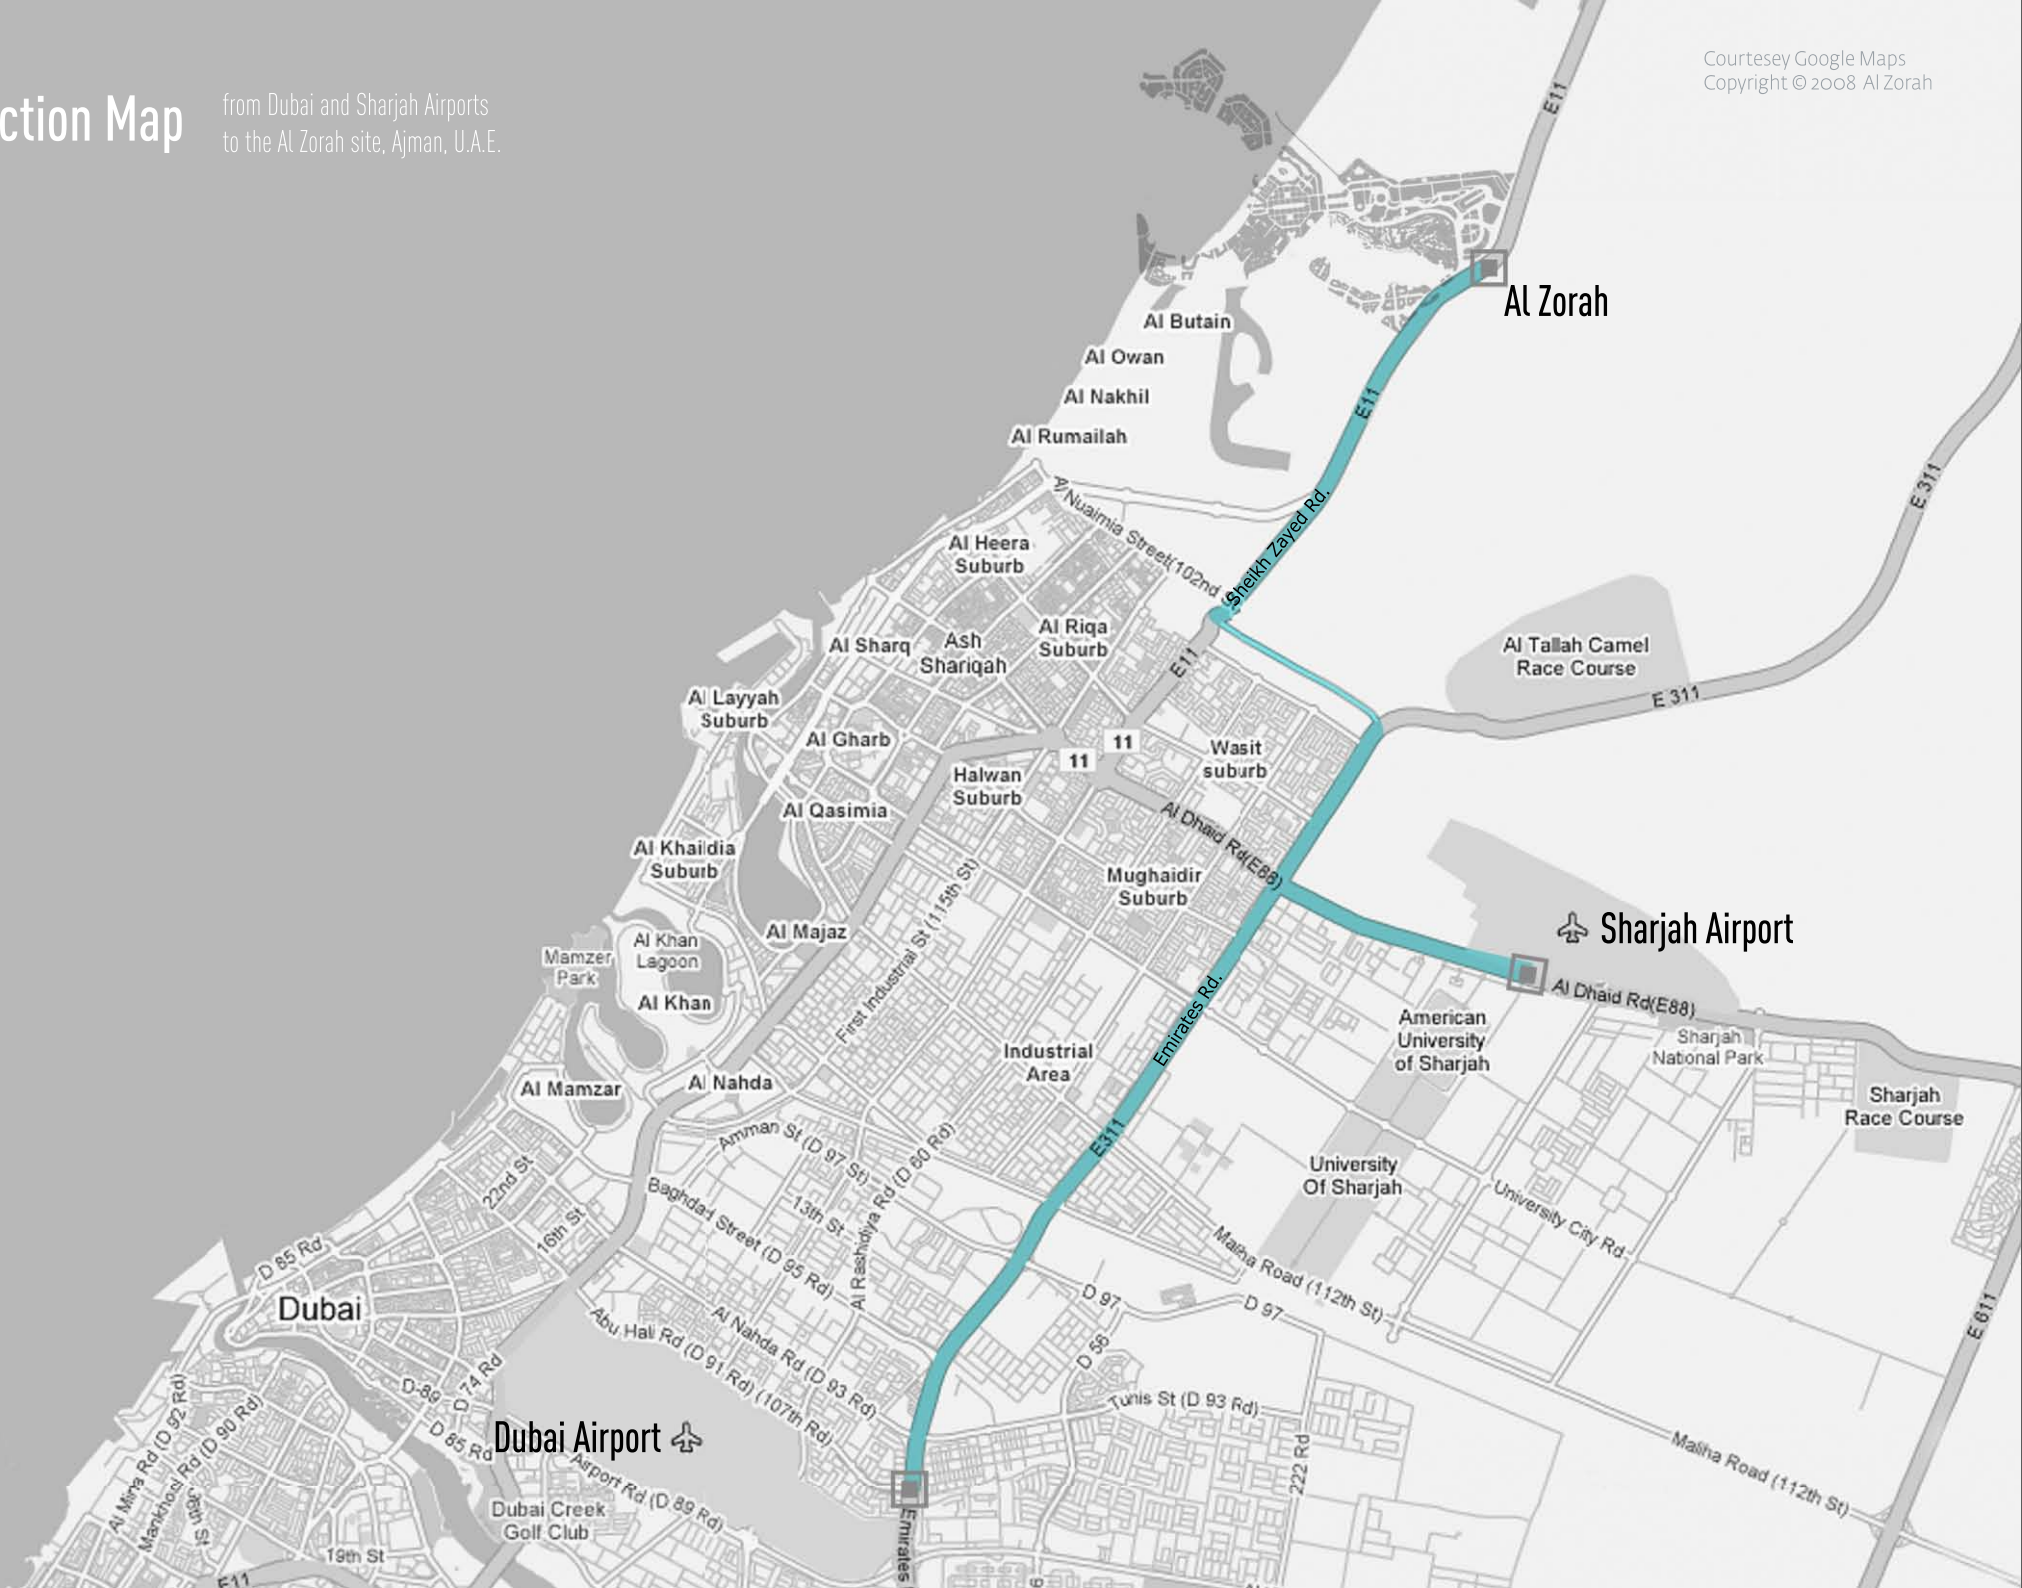 ction Map
from Dubai and Sharjah Airports
to the Al Zorah site, Ajman, U.A.E.
Courtesey Google Maps
Copyright © 2008 Al Zorah
E11
Al Zorah
Al Butain
Al Owan
Al Nakhil
Al Rumailah
E11
E 311
Al Nuaimia Street(102nd
Sheikh Zayed Rd.
Al Heera
Suburb
Al Riqa
Suburb
Ash
Shariqah
Al Sharq
E11
Al Tallah Camel
Race Course
E 311
Al Layyah
Suburb
Al Gharb
11
11
Wasit
suburb
Halwan
Suburb
Al Qasimia
Al Dhaid Rd(E88)
Al Khaildia
Suburb
Mughaidir
Suburb
First Industrial St (115th St)
Al Majaz
Sharjah Airport
Al Khan
Lagoon
Mamzer
Park
Al Khan
Emirates Rd.
Al Dhaid Rd(E88)
American
University
of Sharjah
Sharjah
National Park
Industrial
Area
Al Nahda
Al Mamzar
Sharjah
Race Course
Amman St (D 97 St)
E311
Al Rashidiya Rd (D 60 Rd)
22nd St
16th St
Baghdad Street (D 95 Rd)
13th St
University
Of Sharjah
University City Rd
D 85 Rd
Dubai
Maliha Road (112th St)
D 97
D 97
Abu Hail Rd (D 91 Rd) (107th Rd)
Al Nahda Rd (D 93 Rd)
D 56
E 611
D-89
D 74 Rd
D 85 Rd
Tunis St (D 93 Rd)
Al Mina Rd (D 92 Rd)
Mankhool Rd (D 90 Rd)
Dubai Airport
Airport Rd (D 89 Rd)
222 Rd
Maliha Road (112th St)
Dubai Creek
Golf Club
19th St
Emirates
E11